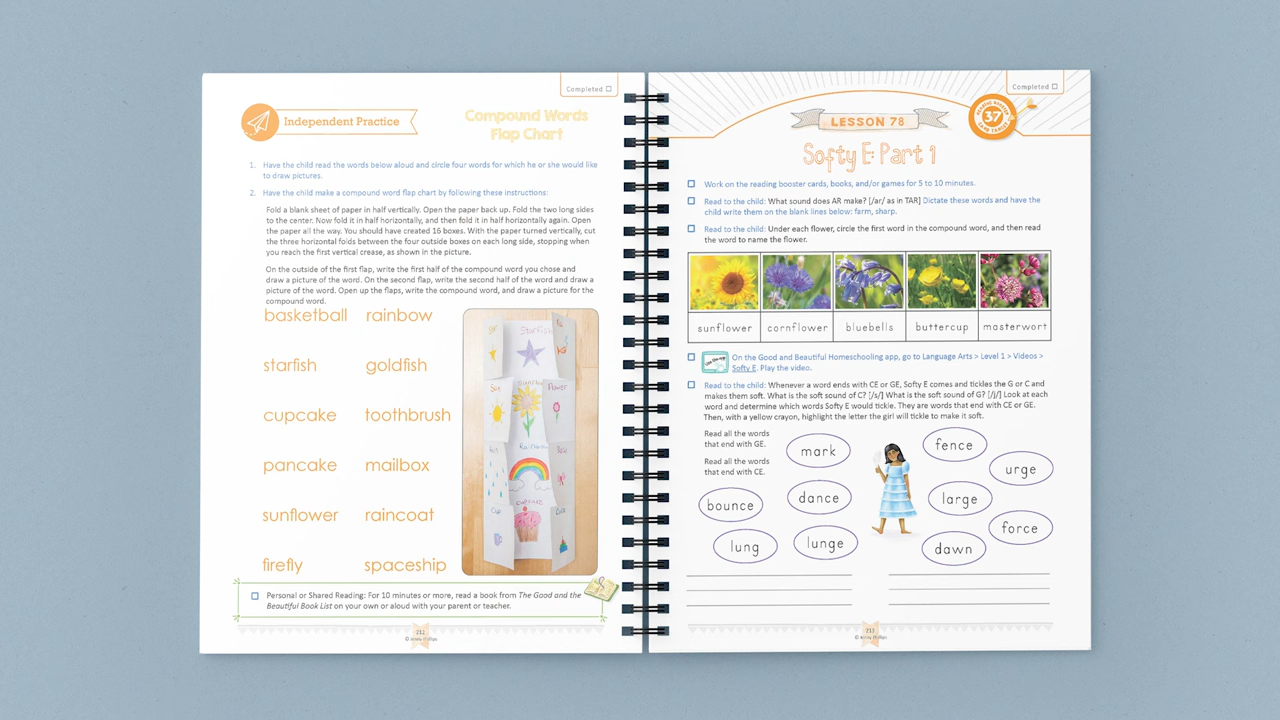 Completed
Independent Practice
Compound Words
Flap Chart
1. Have the child read the words below aloud and circle four words for which he or she would like
to draw pictures.
2. Have the child make a compound word flap chart by following these instructions:
Fold a blank sheet of paper in half vertically. Open the paper back up. Fold the two long sides
to the center. Now fold it in half horizontally, and then fold it in half horizontally again. Open
the paper all the way. You should have created 16 boxes. With the paper turned vertically, cut
the three horizontal folds between the four outside boxes on each long side, stopping when
you reach the first vertical crease, as shown in the picture.
On the outside of the first flap, write the first half of the compound word you chose and
draw a picture of the word. On the second flap, write the second half of the word and draw a
picture of the word. Open up the flaps, write the compound word, and draw a picture for the
compound word.
basketball rainbow
starfish goldfish
cupcake toothbrush
pancake mailbox
sunflower raincoat
firefly spaceship
Starfish
Sun
Flower
Rainbow
Cup
Personal or Shared Reading: For 10 minutes or more, read a book from The Good and the
Beautiful Book List on your own or aloud with your parent or teacher.
212
© Jenny Phillips
Completed
LESSON 78
37
Softy E: Part 1
Work on the reading booster cards, books, and/or games for 5 to 10 minutes.
Read to the child: What sound does AR make? [/ar/ as in TAR] Dictate these words and have the
child write them on the blank lines below: farm, sharp.
Read to the child: Under each flower, circle the first word in the compound word, and then read
the word to name the flower.
sunflower cornflower bluebells buttercup masterwort
On the Good and Beautiful Homeschooling app, go to Language Arts > Level 1 > Videos >
Softy E. Play the video.
Read to the child: Whenever a word ends with CE or GE, Softy E comes and tickles the G or C and
makes them soft. What is the soft sound of C? [/s/] What is the soft sound of G? [/j/] Look at each
word and determine which words Softy E would tickle. They are words that end with CE or GE.
Then, with a yellow crayon, highlight the letter the girl will tickle to make it soft.
Read all the words
that end with GE.
Read all the words
that end with CE.
mark
fence
urge
bounce
dance
large
force
lung
lunge
dawn
213
© Jenny Phillips